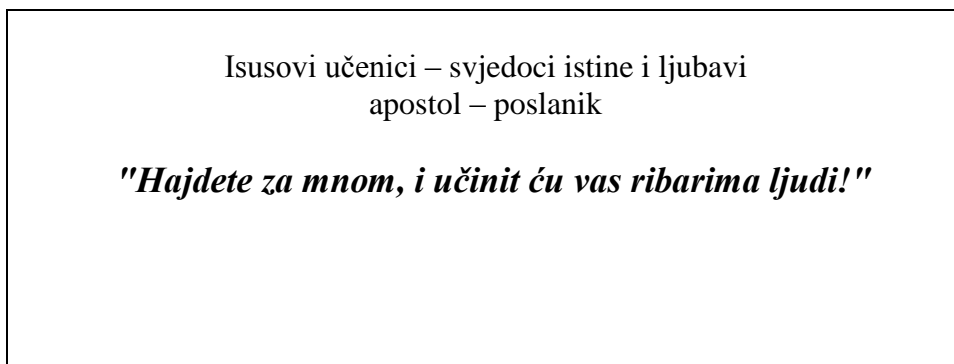 Isusovi učenici – svjedoci istine i ljubavi
apostol – poslanik
"Hajdete za mnom, i učinit ću vas ribarima ljudi!"